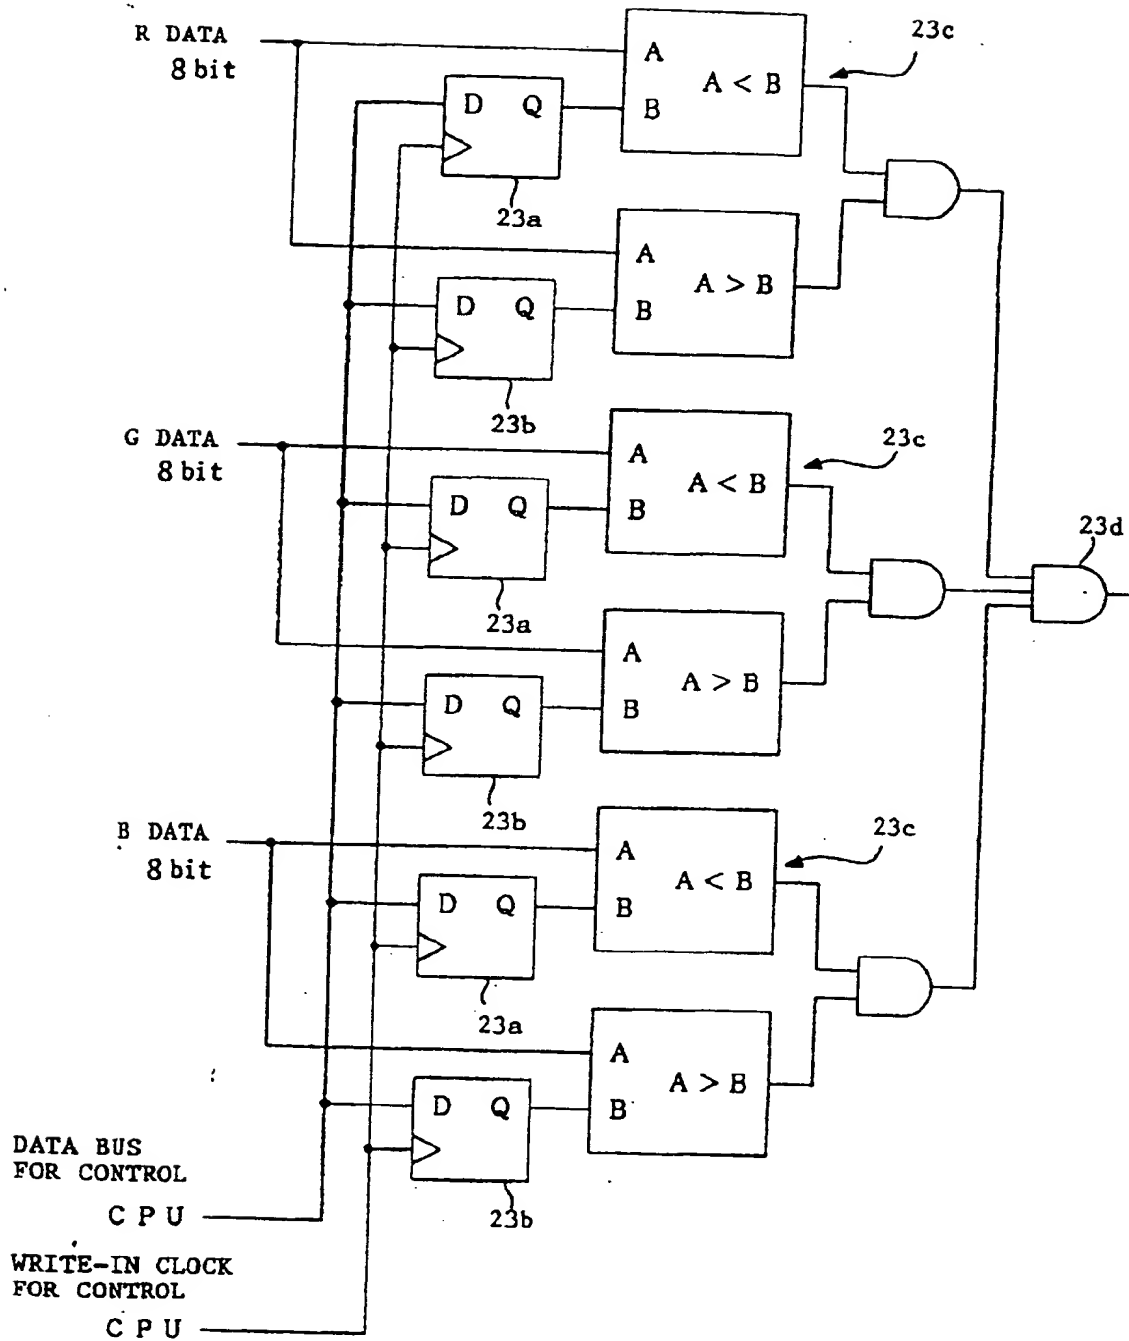 R DATA
8 bit
23c
A
A < B
B
D Q
23a
A
A > B
B
D Q
23b
G DATA
8 bit
23c
A
A < B
B
D Q
23a
23d
A
A > B
B
D Q
23b
B DATA
8 bit
23c
A
A < B
B
D Q
23a
A
A > B
B
D Q
23b
DATA BUS
FOR CONTROL
CPU
WRITE-IN CLOCK
FOR CONTROL
CPU